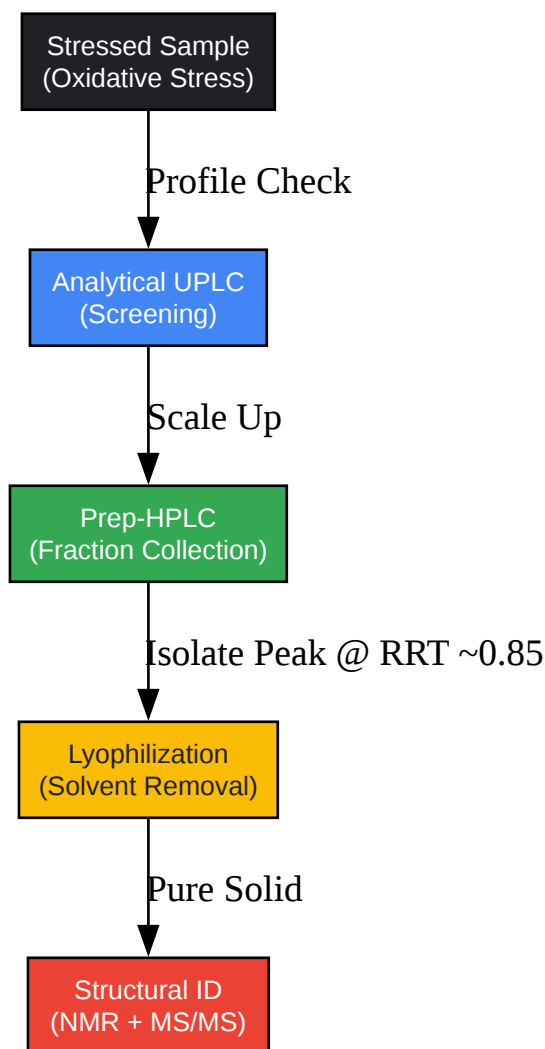 Stressed Sample
(Oxidative Stress)
Profile Check
Analytical UPLC
(Screening)
Scale Up
Prep-HPLC
(Fraction Collection)
Isolate Peak @ RRT ~0.85
Lyophilization
(Solvent Removal)
Pure Solid
Structural ID
(NMR + MS/MS)